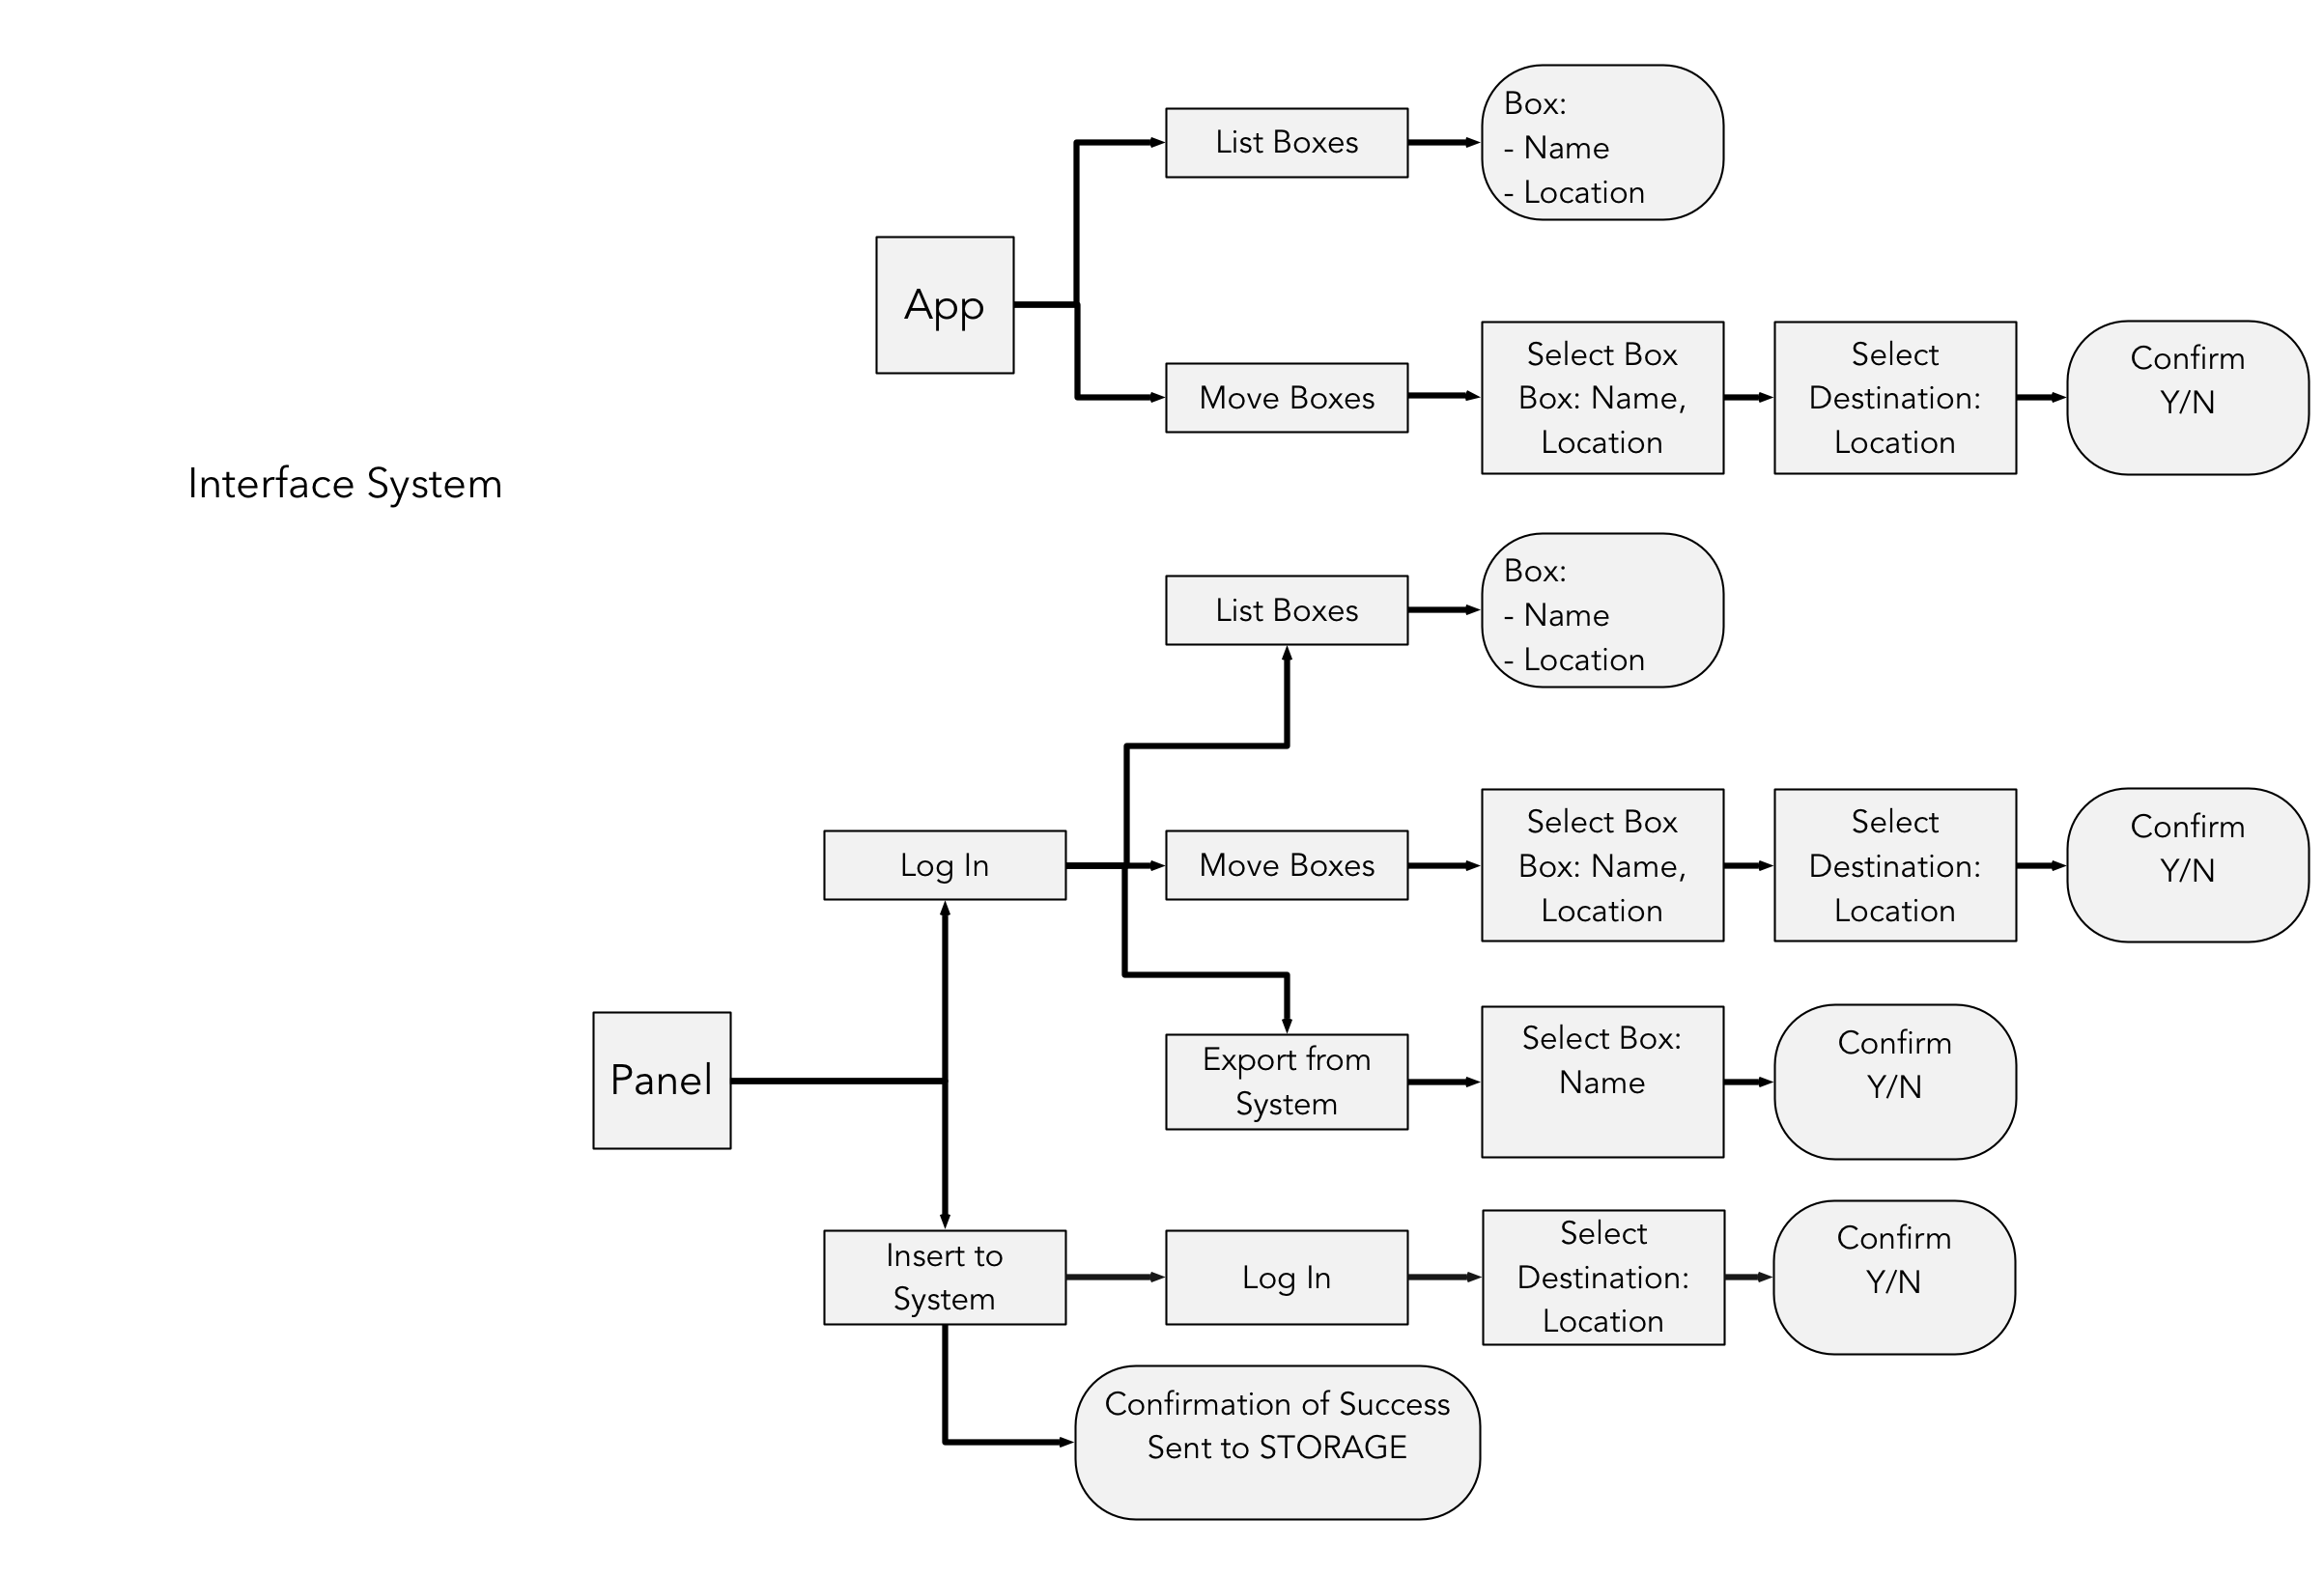 Interface System
App
List Boxes
Box:
- Name
- Location
Move Boxes
Select Box
Box: Name,
Location
Select
Destination:
Location
Confirm
Y/N
Panel
Log In
List Boxes
Box:
- Name
- Location
Move Boxes
Select Box
Box: Name,
Location
Select
Destination:
Location
Confirm
Y/N
Export from
System
Select Box:
Name
Confirm
Y/N
Insert to
System
Log In
Select
Destination:
Location
Confirm
Y/N
Confirmation of Success
Sent to STORAGE